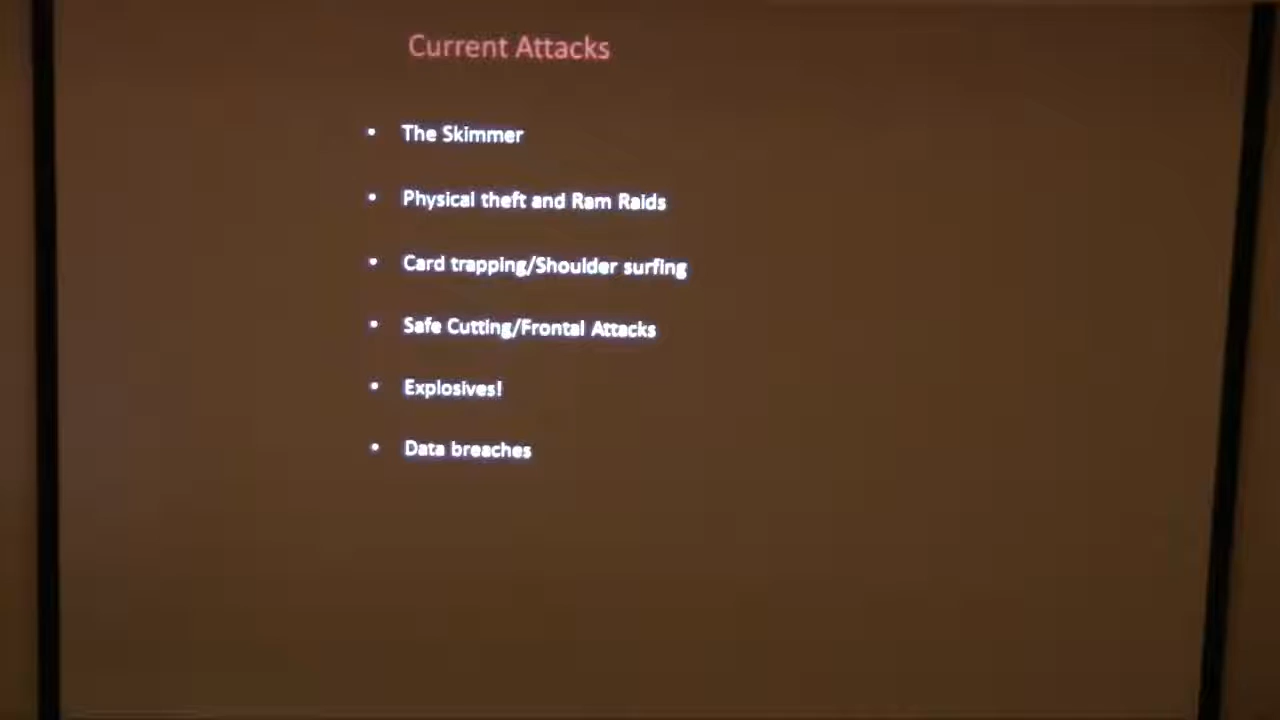 Current Attacks
• The Skimmer
• Physical theft and Ram Raids
• Card trapping/Shoulder surfing
• Safe Cutting/Frontal Attacks
• Explosives!
• Data breaches